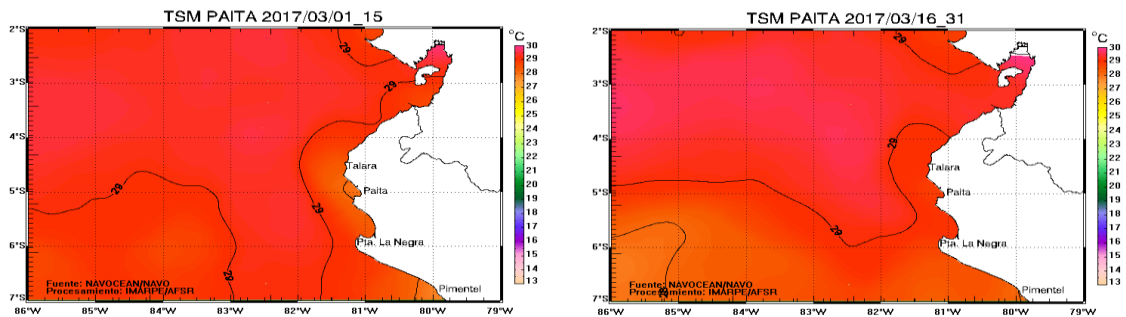 TSM PAITA 2017/03/01_15
2°S
3°S
4°S
5°S
6°S
7°S
86°W
85°W
84°W
83°W
82°W
81°W
80°W
79°W
29
29
29
29
29
Talara
Paita
Pta. La Negra
Pimentel
Fuente: NAVOCEAN/NAVO
Procesamiento: IMARPE/AFSR
°C
30
29
28
27
26
25
24
23
22
21
20
19
18
17
16
15
14
13
TSM PAITA 2017/03/16_31
2°S
3°S
4°S
5°S
6°S
7°S
86°W
85°W
84°W
83°W
82°W
81°W
80°W
79°W
29
29
29
Talara
Paita
Pta. La Negra
Pimentel
Fuente: NAVOCEAN/NAVO
Procesamiento: IMARPE/AFSR
°C
30
29
28
27
26
25
24
23
22
21
20
19
18
17
16
15
14
13